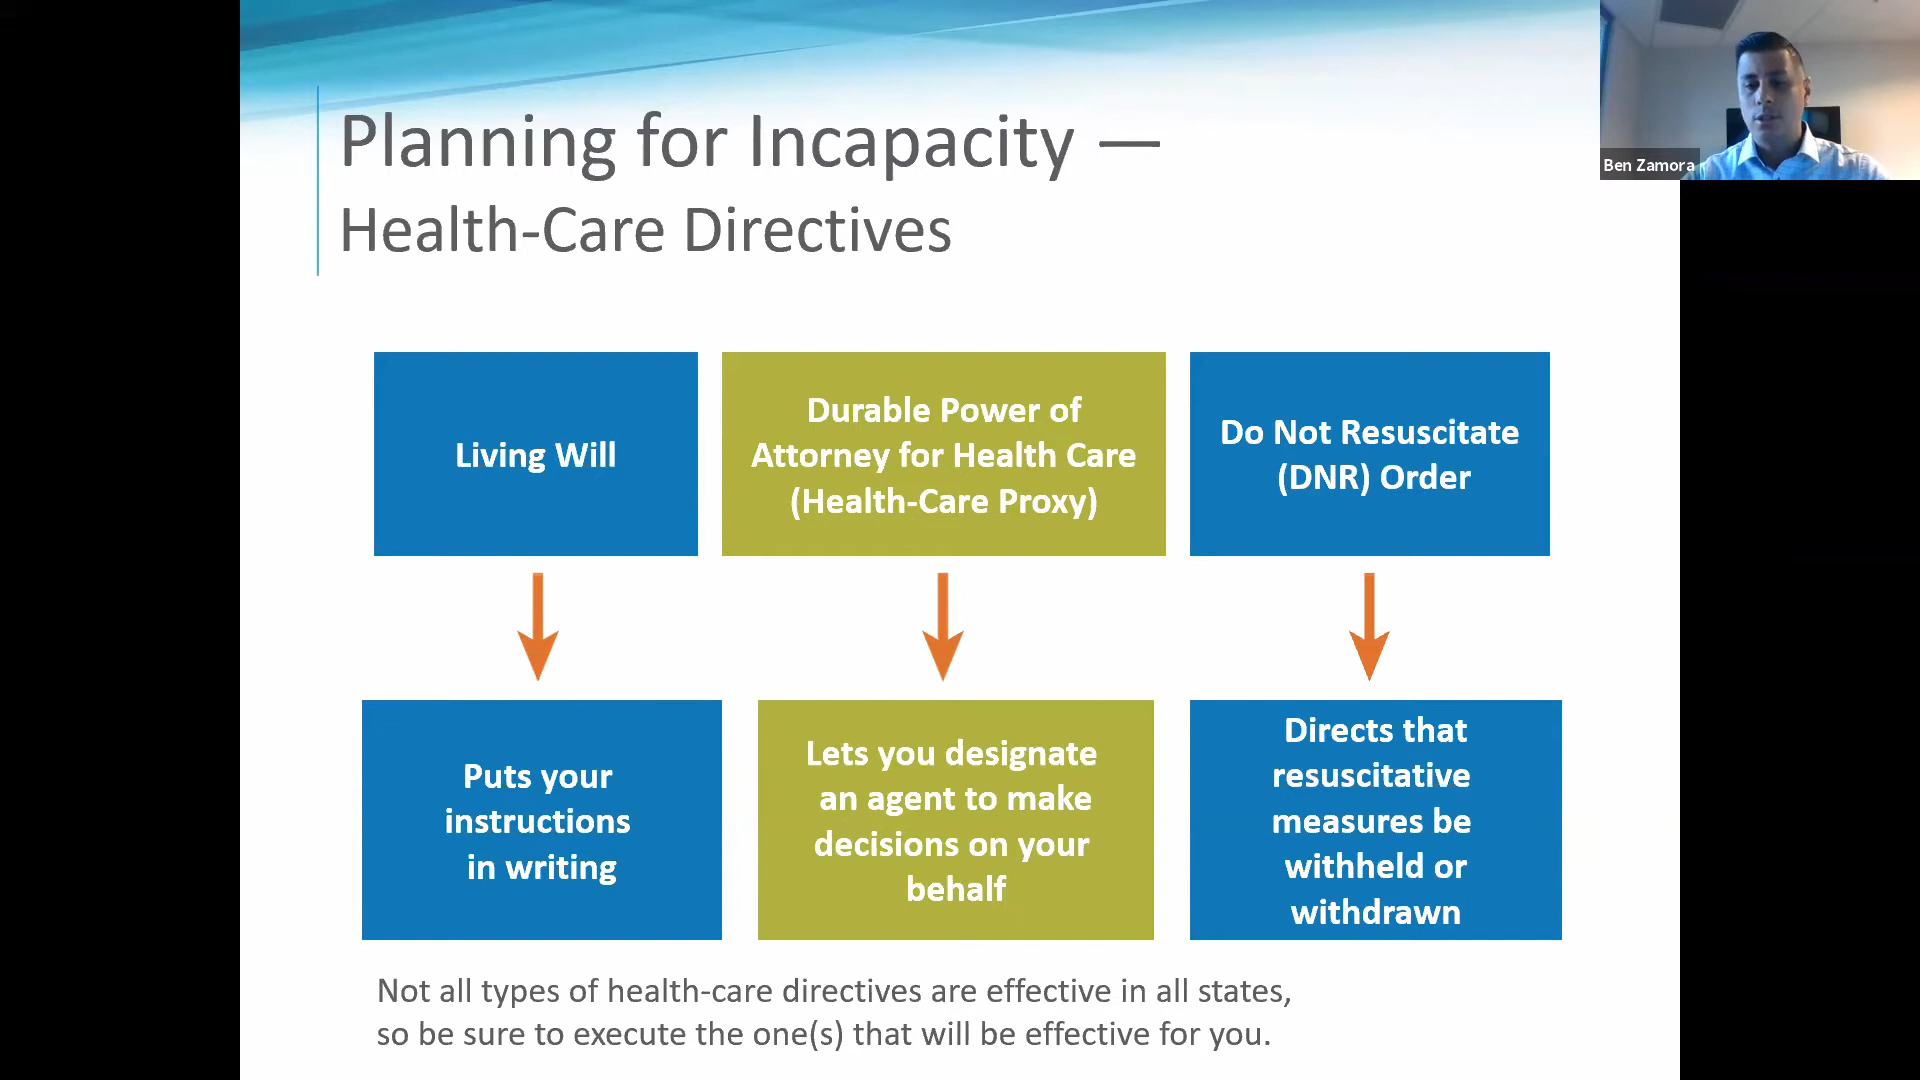 Planning for Incapacity —
Health-Care Directives
Ben Zamora
Living Will
Durable Power of
Attorney for Health Care
(Health-Care Proxy)
Do Not Resuscitate
(DNR) Order
Puts your
instructions
in writing
Lets you designate
an agent to make
decisions on your
behalf
Directs that
resuscitative
measures be
withheld or
withdrawn
Not all types of health-care directives are effective in all states,
so be sure to execute the one(s) that will be effective for you.